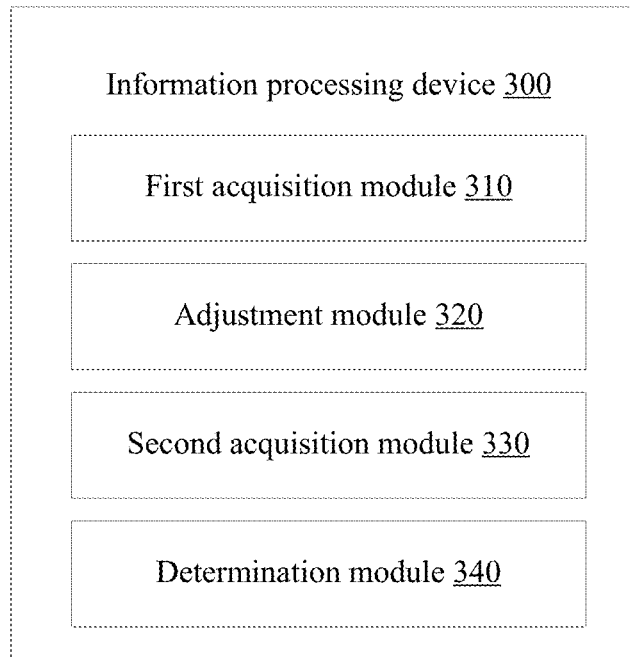 Information processing device 300
First acquisition module 310
Adjustment module 320
Second acquisition module 330
Determination module 340